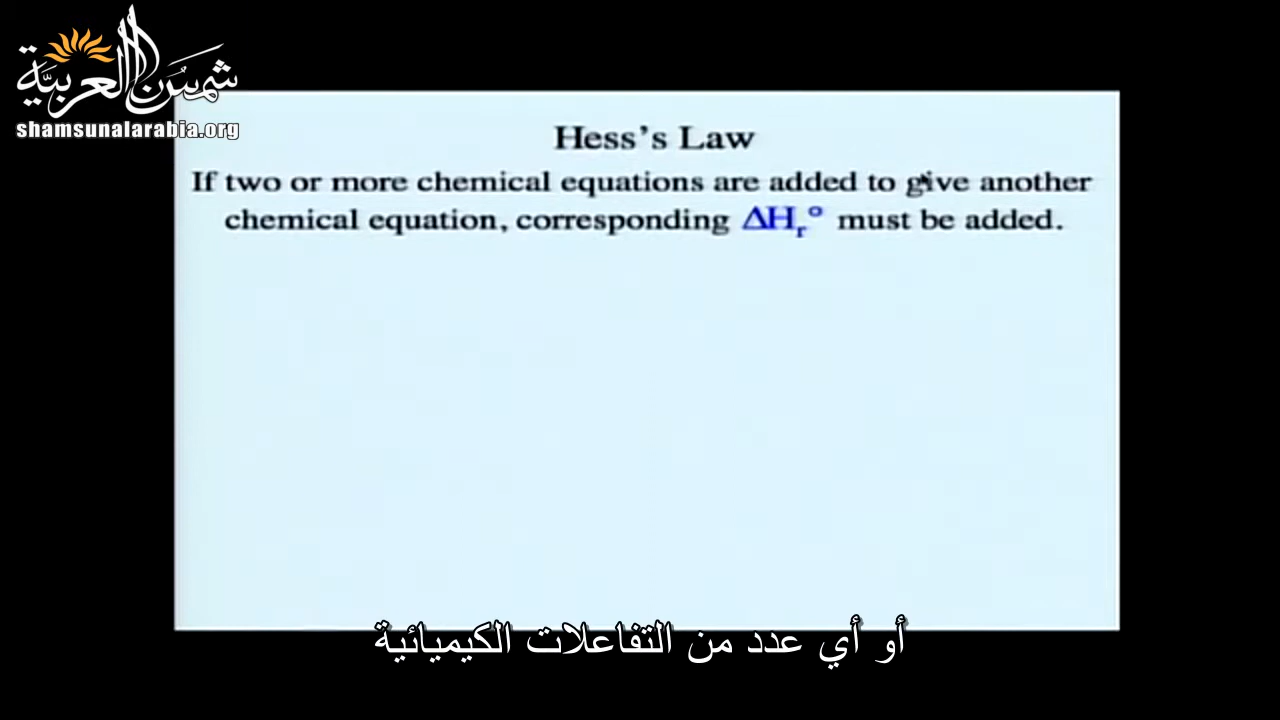 شمس العربية
shamsunalarabia.org
Hess's Law
If two or more chemical equations are added to give another
chemical equation, corresponding ΔHr° must be added.
أو أي عدد من التفاعلات الكيميائية